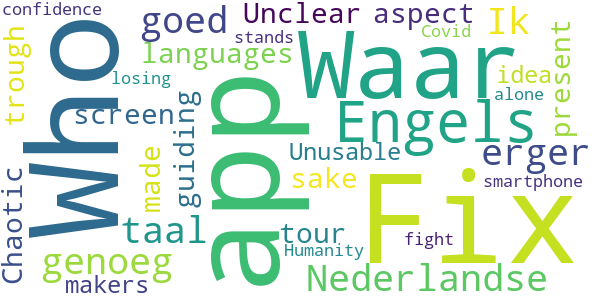 confidence
trough
Who
goed
Unclear
aspect
Ik
languages
stands
Covid
Waar
present
losing
app
idea
screen
alone
guiding
Engels
Chaotic
made
Unusable
erger
sake
Fix
smartphone
taal
tour
fight
Humanity
genoeg
Nederlandse
makers